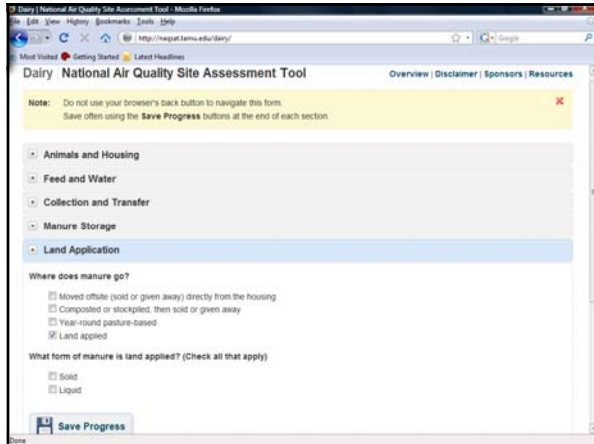 Dairy | National Air Quality Site Assessment Tool - Mozilla Firefox
File Edit View History Bookmarks Tools Help
http://naqsat.tamu.edu/dairy/
Google
Most Visited Getting Started Latest Headlines
Dairy | National Air Quality Site Assessment Tool
Overview | Disclaimer | Sponsors | Resources
Note: Do not use your browser's back button to navigate this form.
Save often using the Save Progress buttons at the end of each section.
Animals and Housing
Feed and Water
Collection and Transfer
Manure Storage
Land Application
Where does manure go?
Moved offsite (sold or given away) directly from the housing
Composted or stockpiled, then sold or given away
Year-round pasture-based
Land applied
What form of manure is land applied? (Check all that apply)
Solid
Liquid
Save Progress
Done